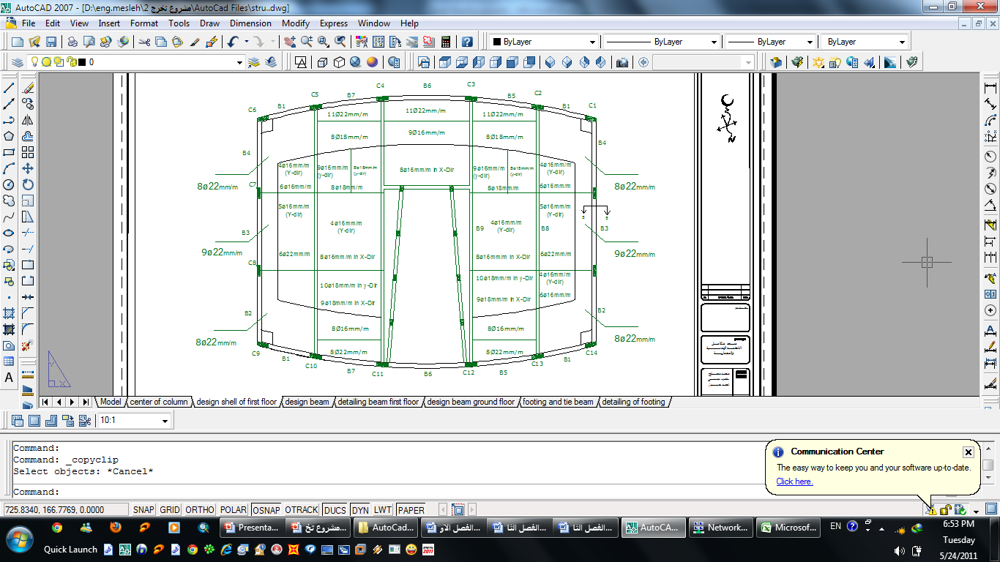 AutoCAD 2007 - [D:\eng.mesleh\مشروع تخرج 2\AutoCad Files\stru..dwg]
File Edit View Insert Format Tools Draw Dimension Modify Express Window Help
ByLayer ByLayer ByLayer ByLayer
0
C4 B6 C3
C5 B7 B5 C2
C6 B1 B1 C1
11Ø22mm/m 11Ø22mm/m 11Ø22mm/m
8Ø18mm/m 9Ø16mm/m 8Ø18mm/m
B4 B4
4ø16mm/m 9ø16mm/m 8ø18mm/m 8ø16mm/m in X-Dir 9ø16mm/m 8ø18mm/m 4ø16mm/m
(Y-dir) (y-dir) (y-dir) (y-dir) (y-dir) (Y-dir)
8ø22mm/m C7 6ø16mm/m 8ø18mm/m 8ø18mm/m 6ø16mm/m 8ø22mm/m
5ø16mm/m 5ø16mm/m
(Y-dir) (Y-dir)
s s
4ø16mm/m 4ø16mm/m
(Y-dir) (Y-dir)
B3 B9 B8 B3
9ø22mm/m 6ø22mm/m 8ø16mm/m in X-Dir 8ø16mm/m in X-Dir 6ø22mm/m 9ø22mm/m
C8
10ø18mm/m in y-Dir 10ø18mm/m in y-Dir 4ø16mm/m
(Y-dir)
9ø18mm/m in X-Dir 9ø18mm/m in X-Dir 6ø16mm/m
B2 B2
8Ø16mm/m 8Ø16mm/m
8ø22mm/m 8ø22mm/m
C9 B1 8Ø22mm/m 8Ø22mm/m B1 C14
C10 B7 C11 B6 C12 B5 C13
N
Model center of column design shell of first floor design beam detailing beam first floor design beam ground floor footing and tie beam detailing of footing
10:1
Command:
Command: _copyclip
Select objects: *Cancel*
Command:
Communication Center
The easy way to keep you and your software up-to-date.
Click here.
725.8340, 166.7769, 0.0000 SNAP GRID ORTHO POLAR OSNAP OTRACK DUCS DYN LWT PAPER
Presenta... مشروع تخ... AutoCad... الفصل الاو... الفصل الثا... الفصل الثا... AutoCA... Network... Microsof... EN
6:53 PM
Quick Launch
Tuesday
5/24/2011